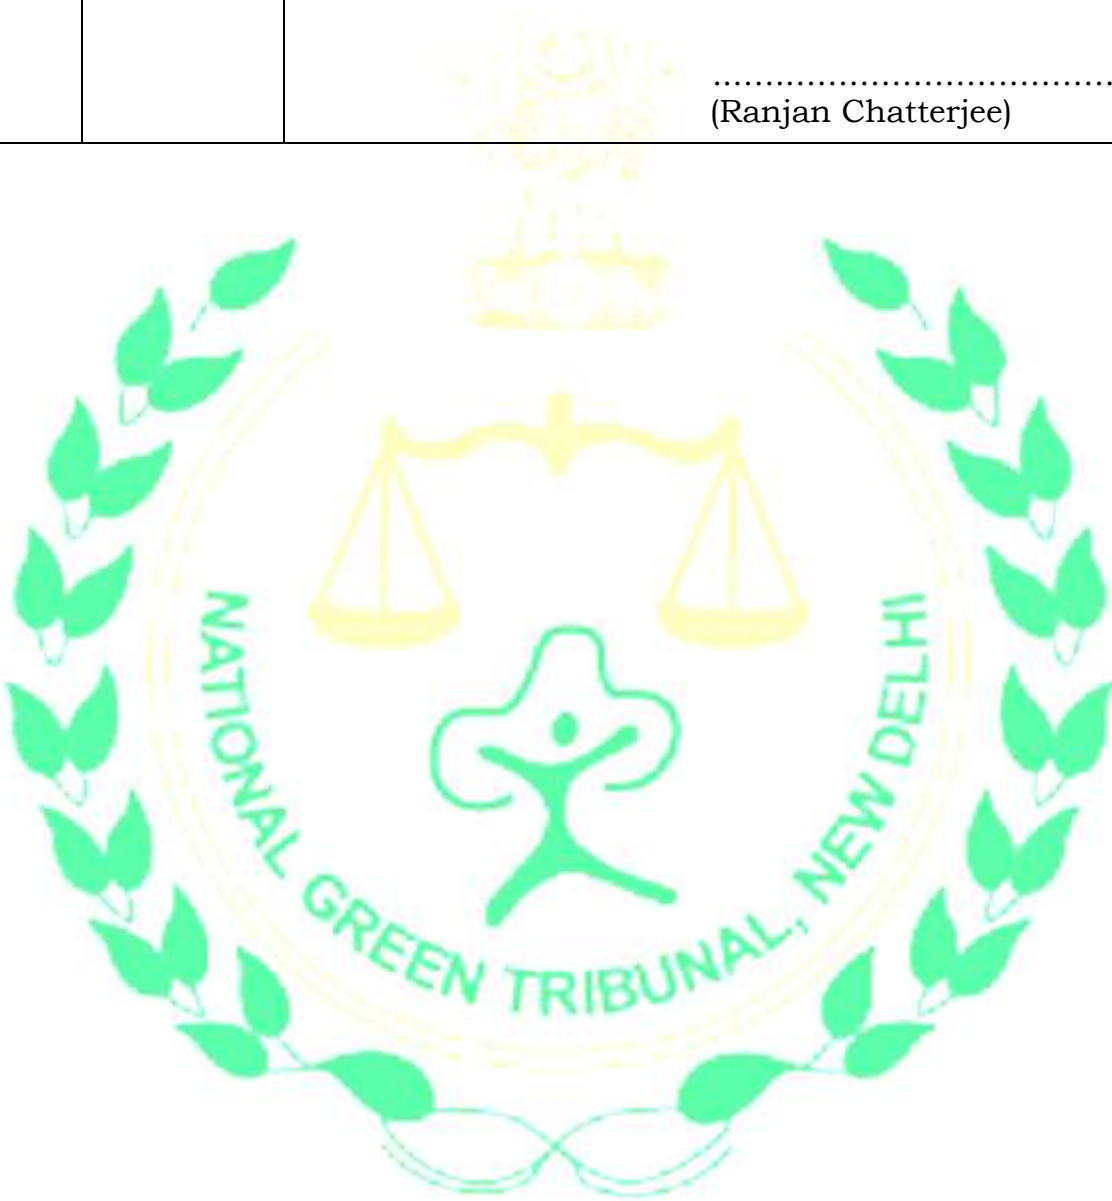 .......................................
(Ranjan Chatterjee)
NATIONAL GREEN TRIBUNAL, NEW DELHI